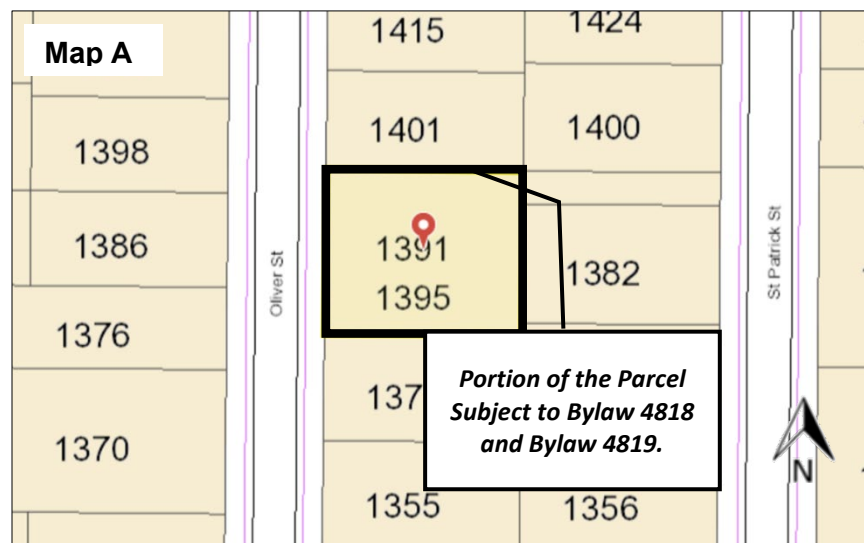 Map A
1415
1424
1398
1401
1400
1386
1391
1395
1382
Oliver St
St Patrick St
1376
137
Portion of the Parcel
Subject to Bylaw 4818
and Bylaw 4819.
1370
1355
1356
N